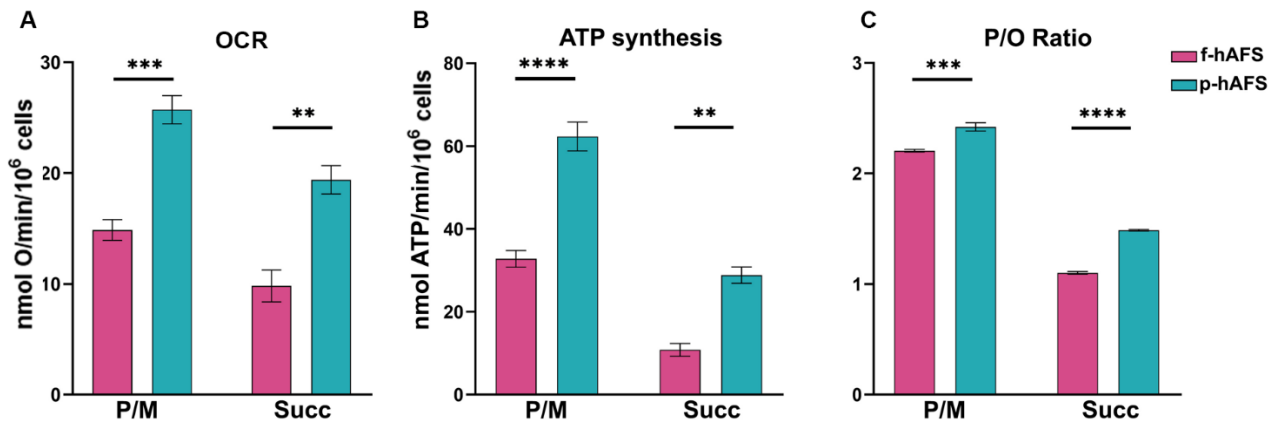 A
OCR
nmol O/min/10⁶ cells
30
20
10
0
***
**
P/M
Succ
B
ATP synthesis
nmol ATP/min/10⁶ cells
80
60
40
20
0
****
**
P/M
Succ
C
P/O Ratio
3
2
1
0
***
****
P/M
Succ
f-hAFS
p-hAFS